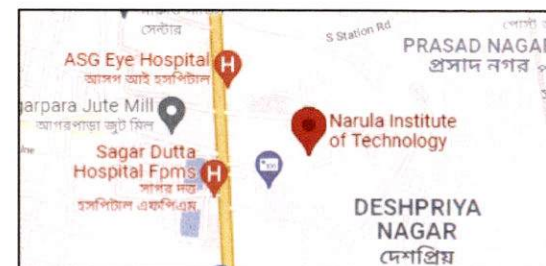 সেন্টার
S Station Rd
পোস্ট
PRASAD NAGAR
প্রসাদ নগর
ASG Eye Hospital
আসগ আই হসপিটাল
garpara Jute Mill
আগরপাড়া জুট মিল
Narula Institute
of Technology
Sagar Dutta
Hospital Fpms
সাগর দত্ত
হসপিটাল এফপিএম
DESHPRIYA
NAGAR
দেশপ্রিয়